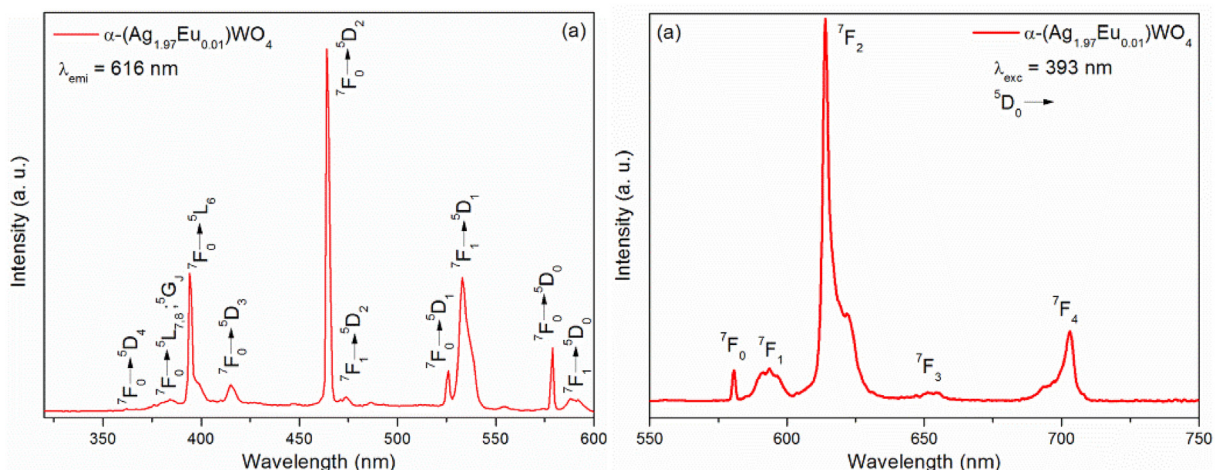 α-(Ag₁.₉₇Eu₀.₀₁)WO₄
λemi = 616 nm
(a)
Intensity (a. u.)
⁷F₀→⁵D₄
⁷F₀→⁵L₇,₈;⁵GJ
⁷F₀→⁵L₆
⁷F₀→⁵D₃
⁷F₀→⁵D₂
⁷F₁→⁵D₂
⁷F₀→⁵D₁
⁷F₁→⁵D₁
⁷F₀→⁵D₀
⁷F₁→⁵D₀
350 400 450 500 550 600
Wavelength (nm)
(a)
α-(Ag₁.₉₇Eu₀.₀₁)WO₄
λexc = 393 nm
⁵D₀→
Intensity (a. u.)
⁷F₀
⁷F₁
⁷F₂
⁷F₃
⁷F₄
550 600 650 700 750
Wavelength (nm)